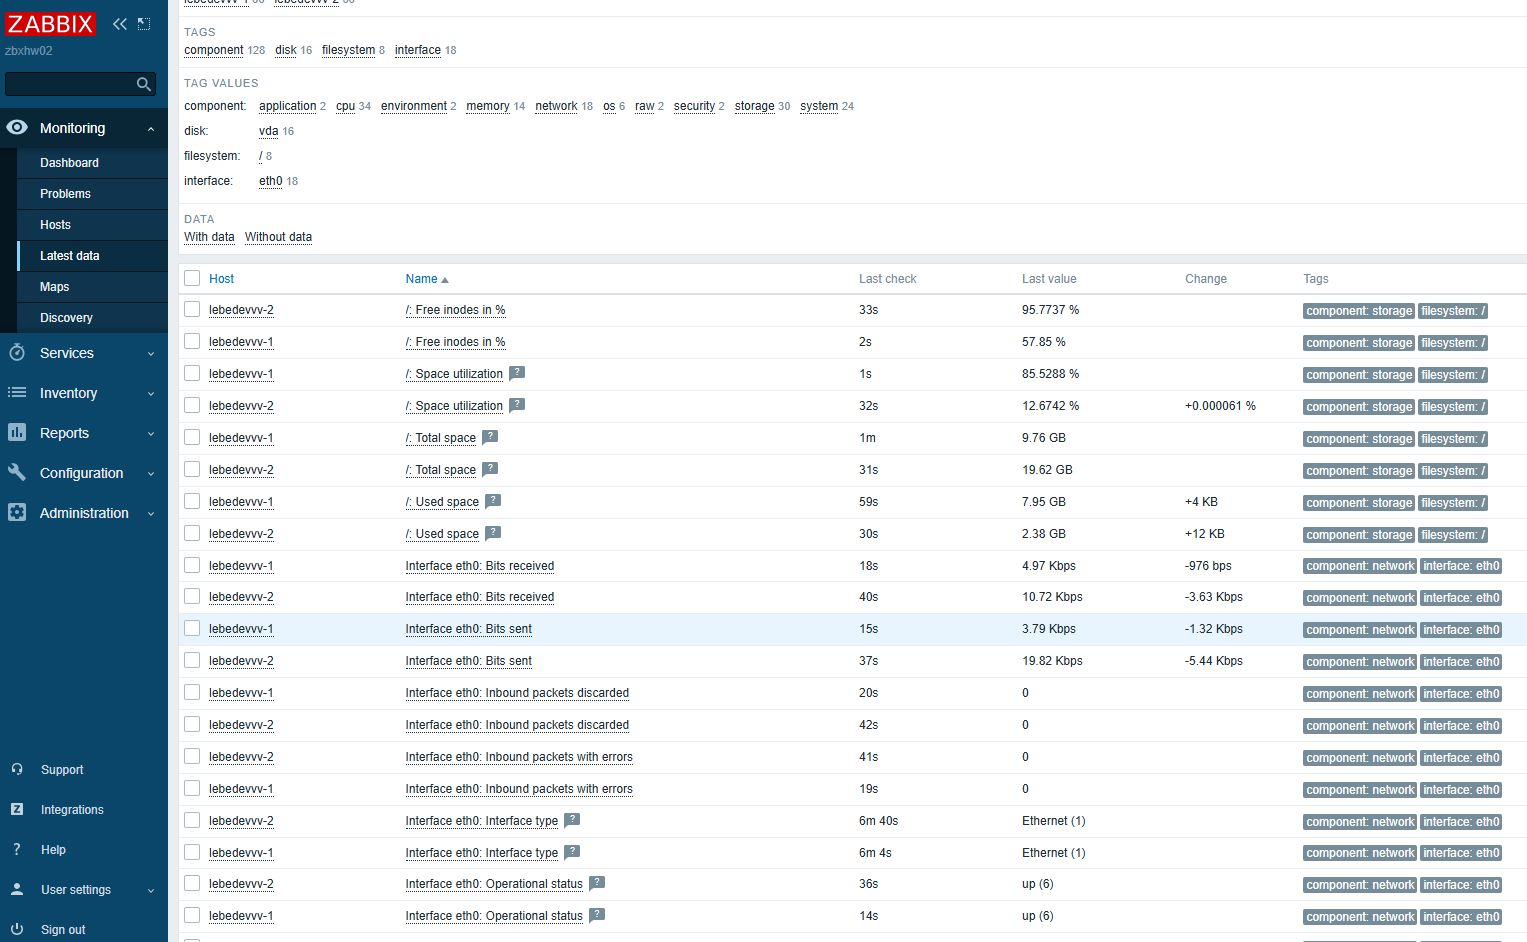 ZABBIX
zbxhw02
Monitoring
Dashboard
Problems
Hosts
Latest data
Maps
Discovery
Services
Inventory
Reports
Configuration
Administration
Support
Integrations
Help
User settings
Sign out
lebedevvv-1 lebedevvv-2
TAGS
component 128 disk 16 filesystem 8 interface 18
TAG VALUES
component: application 2 cpu 34 environment 2 memory 14 network 18 os 6 raw 2 security 2 storage 30 system 24
disk: vda 16
filesystem: / 8
interface: eth0 18
DATA
With data Without data
Host Name Last check Last value Change Tags
lebedevvv-2 /: Free inodes in % 33s 95.7737 % component: storage filesystem: /
lebedevvv-1 /: Free inodes in % 2s 57.85 % component: storage filesystem: /
lebedevvv-1 /: Space utilization ? 1s 85.5288 % component: storage filesystem: /
lebedevvv-2 /: Space utilization ? 32s 12.6742 % +0.000061 % component: storage filesystem: /
lebedevvv-1 /: Total space ? 1m 9.76 GB component: storage filesystem: /
lebedevvv-2 /: Total space ? 31s 19.62 GB component: storage filesystem: /
lebedevvv-1 /: Used space ? 59s 7.95 GB +4 KB component: storage filesystem: /
lebedevvv-2 /: Used space ? 30s 2.38 GB +12 KB component: storage filesystem: /
lebedevvv-1 Interface eth0: Bits received 18s 4.97 Kbps -976 bps component: network interface: eth0
lebedevvv-2 Interface eth0: Bits received 40s 10.72 Kbps -3.63 Kbps component: network interface: eth0
lebedevvv-1 Interface eth0: Bits sent 15s 3.79 Kbps -1.32 Kbps component: network interface: eth0
lebedevvv-2 Interface eth0: Bits sent 37s 19.82 Kbps -5.44 Kbps component: network interface: eth0
lebedevvv-1 Interface eth0: Inbound packets discarded 20s 0 component: network interface: eth0
lebedevvv-2 Interface eth0: Inbound packets discarded 42s 0 component: network interface: eth0
lebedevvv-2 Interface eth0: Inbound packets with errors 41s 0 component: network interface: eth0
lebedevvv-1 Interface eth0: Inbound packets with errors 19s 0 component: network interface: eth0
lebedevvv-2 Interface eth0: Interface type ? 6m 40s Ethernet (1) component: network interface: eth0
lebedevvv-1 Interface eth0: Interface type ? 6m 4s Ethernet (1) component: network interface: eth0
lebedevvv-2 Interface eth0: Operational status ? 36s up (6) component: network interface: eth0
lebedevvv-1 Interface eth0: Operational status ? 14s up (6) component: network interface: eth0